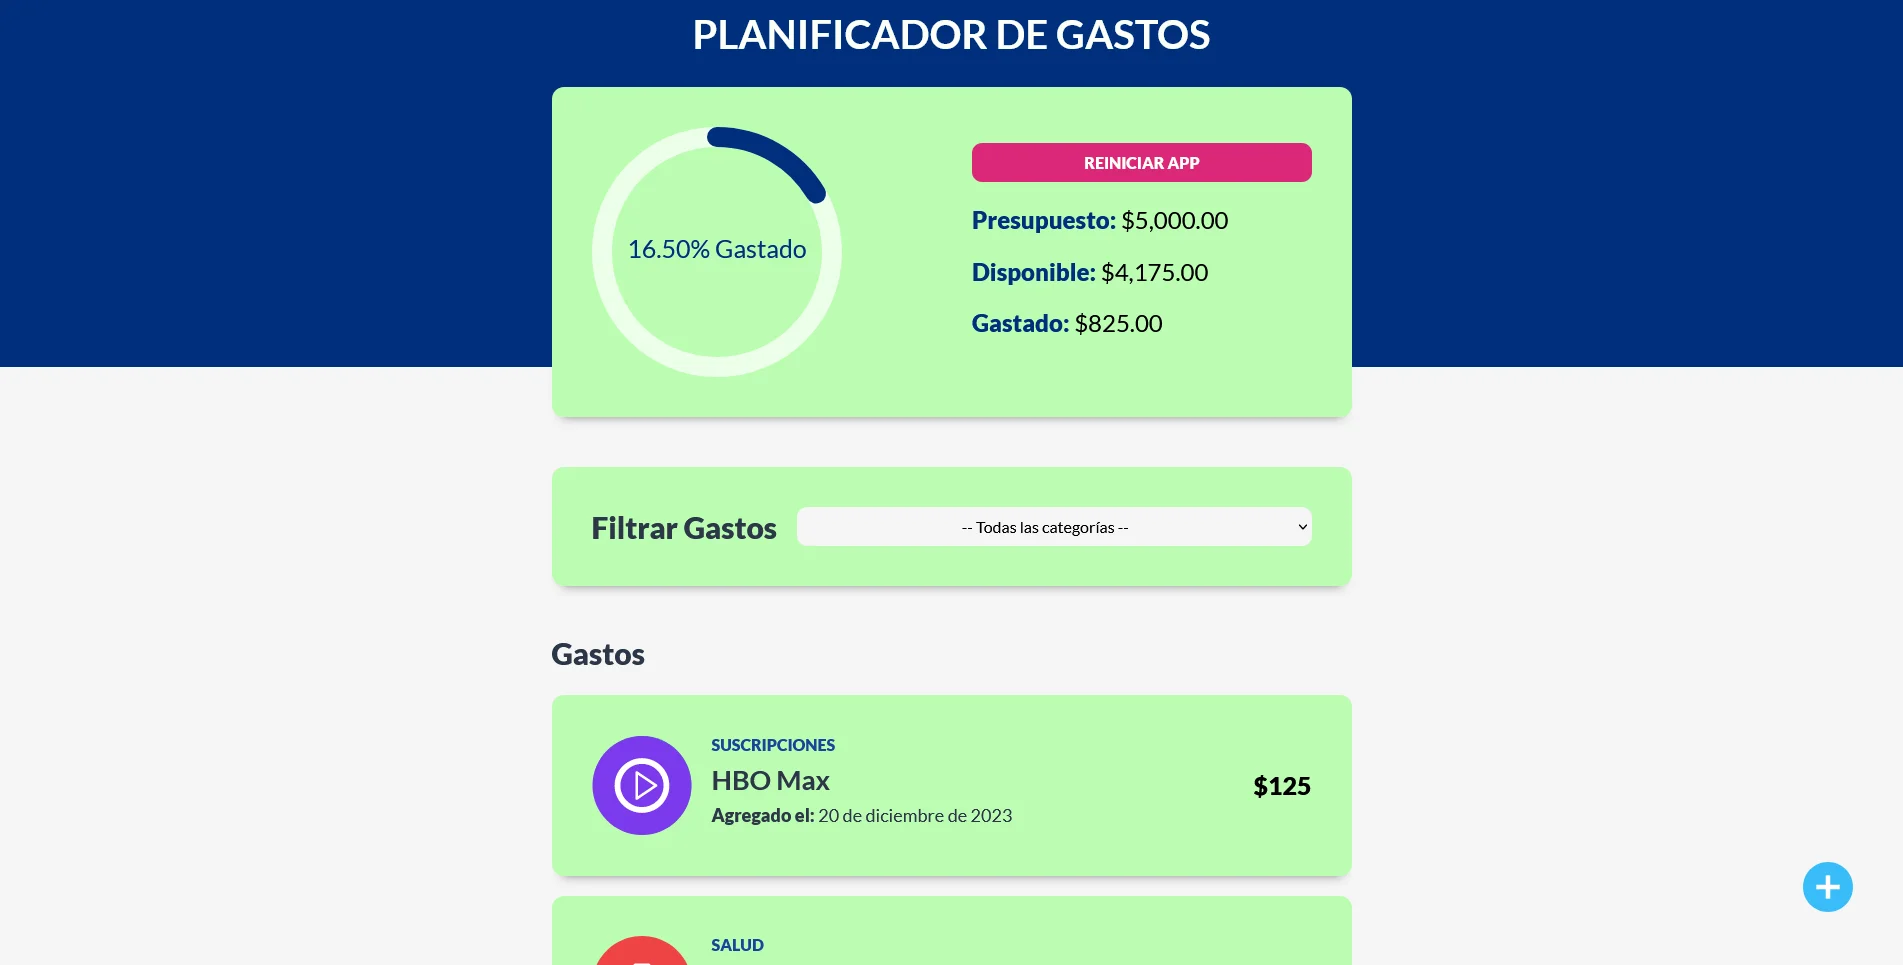 PLANIFICADOR DE GASTOS
16.50% Gastado
REINICIAR APP
Presupuesto: $5,000.00
Disponible: $4,175.00
Gastado: $825.00
Filtrar Gastos
-- Todas las categorías --
Gastos
SUSCRIPCIONES
HBO Max
Agregado el: 20 de diciembre de 2023
$125
SALUD